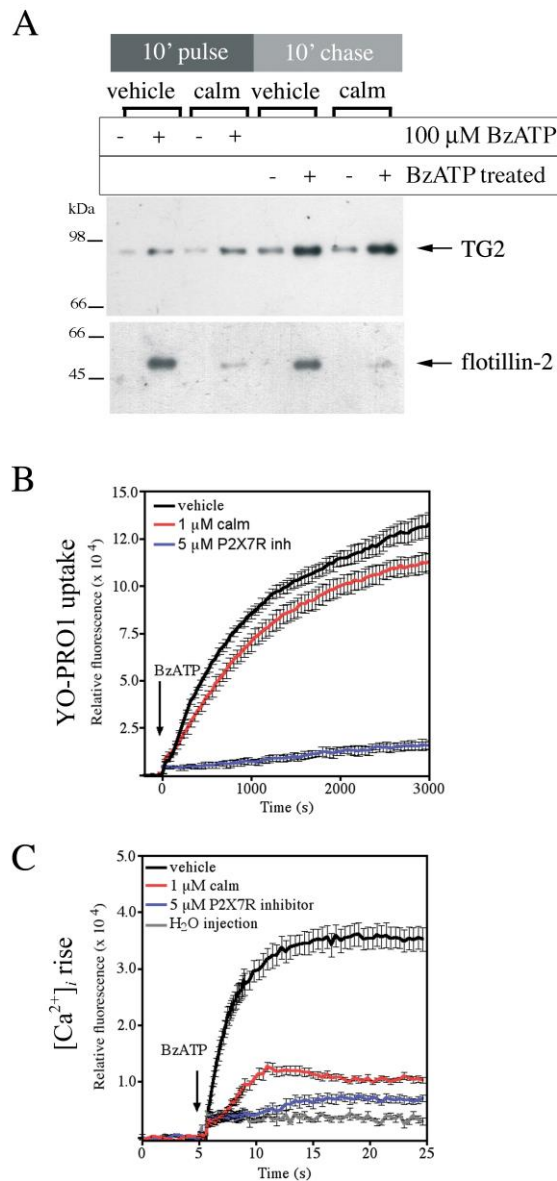 A
10' pulse 10' chase
vehicle calm vehicle calm
- + - + 100 µM BzATP
- + - + BzATP treated
kDa
98
TG2
66
66
flotillin-2
45
B
15.0
vehicle
1 µM calm
5 µM P2X7R inh
12.0
10.0
7.5
5.0
2.5
YO-PRO1 uptake
Relative fluorescence (x 10⁴)
BzATP
0 1000 2000 3000
Time (s)
C
5.0
vehicle
1 µM calm
5 µM P2X7R inhibitor
H₂O injection
4.0
3.0
2.0
1.0
[Ca²⁺]i rise
Relative fluorescence (x 10⁴)
BzATP
0 5 10 15 20 25
Time (s)